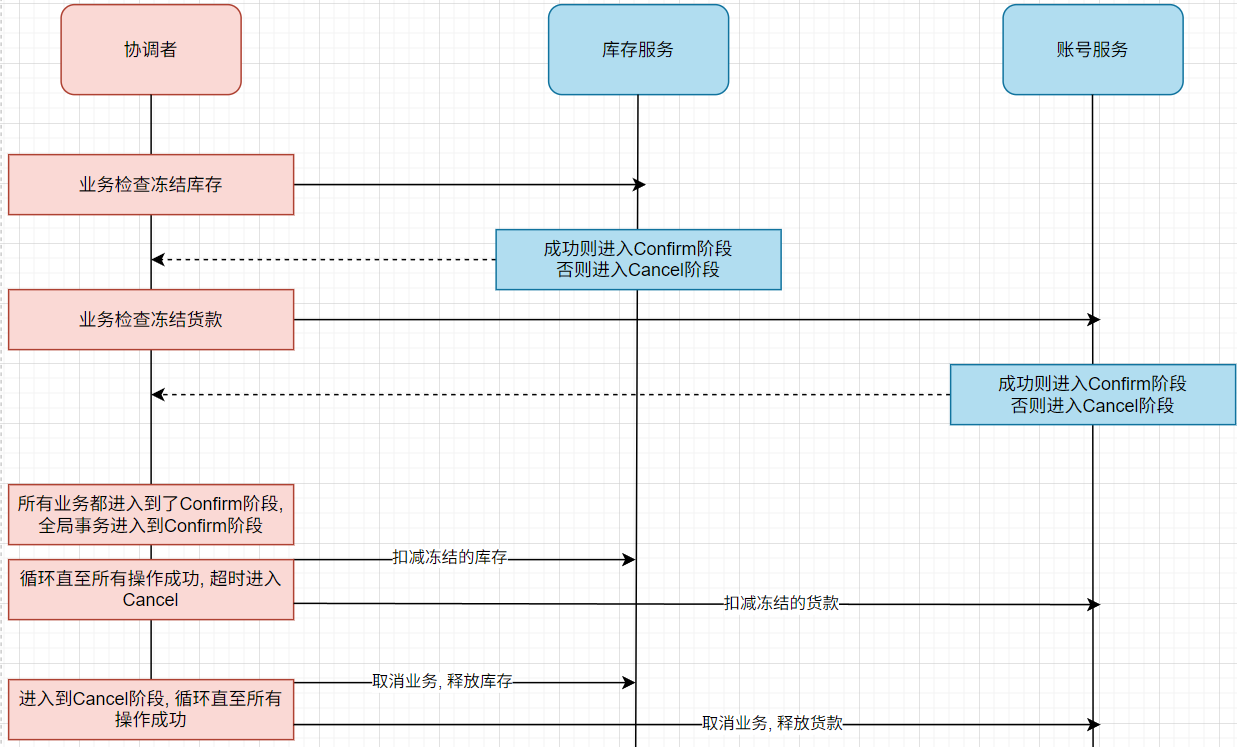 协调者
库存服务
账号服务
业务检查冻结库存
成功则进入Confirm阶段
否则进入Cancel阶段
业务检查冻结货款
成功则进入Confirm阶段
否则进入Cancel阶段
所有业务都进入到了Confirm阶段,
全局事务进入到Confirm阶段
扣减冻结的库存
循环直至所有操作成功, 超时进入
Cancel
扣减冻结的货款
取消业务, 释放库存
进入到Cancel阶段, 循环直至所有
操作成功
取消业务, 释放货款